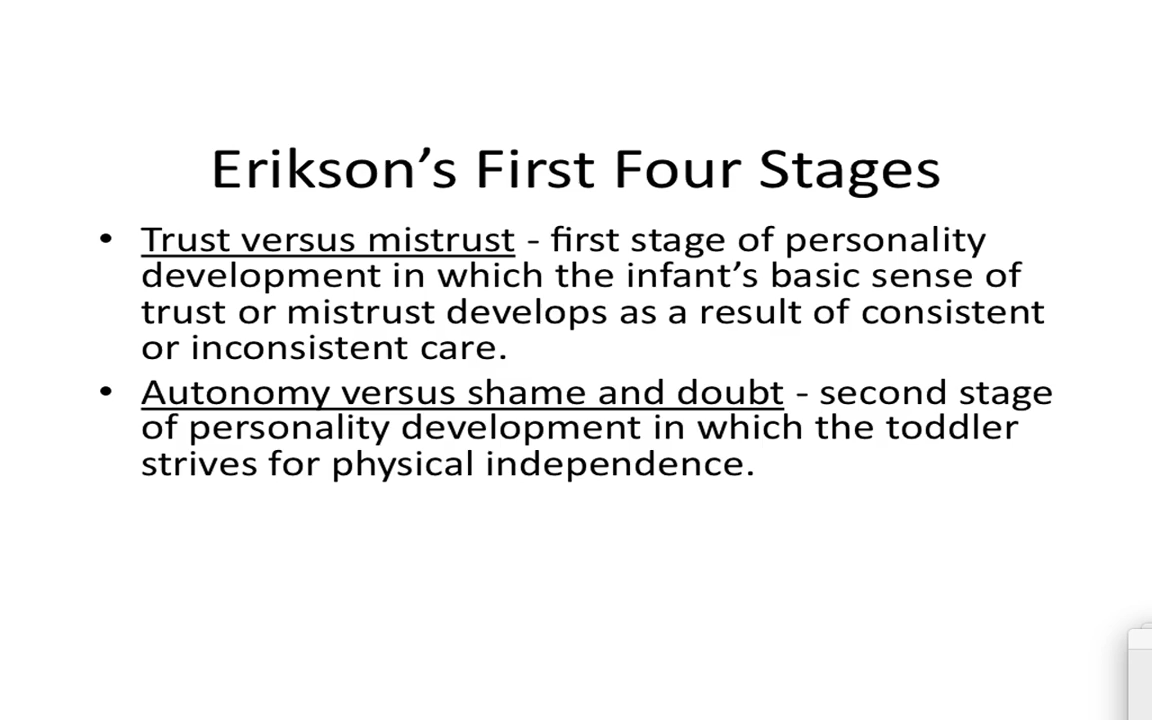 Erikson’s First Four Stages
• Trust versus mistrust - first stage of personality
development in which the infant’s basic sense of
trust or mistrust develops as a result of consistent
or inconsistent care.
• Autonomy versus shame and doubt - second stage
of personality development in which the toddler
strives for physical independence.